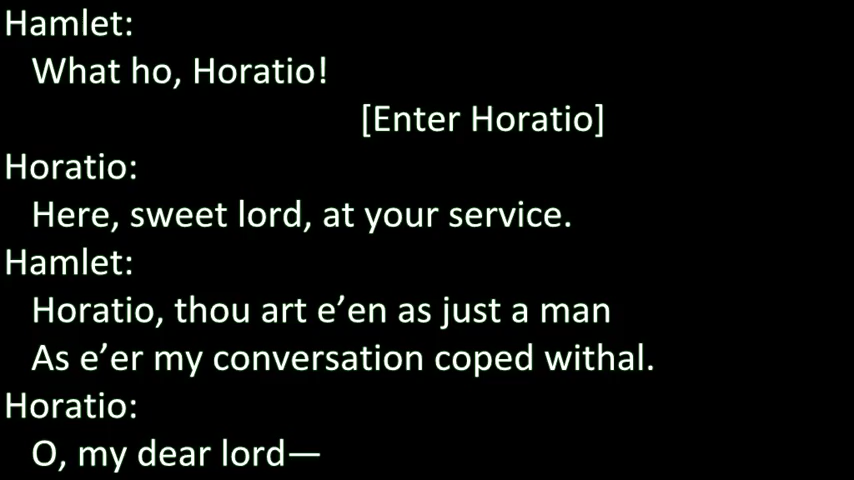 Hamlet:
What ho, Horatio!
[Enter Horatio]
Horatio:
Here, sweet lord, at your service.
Hamlet:
Horatio, thou art e’en as just a man
As e’er my conversation coped withal.
Horatio:
O, my dear lord—